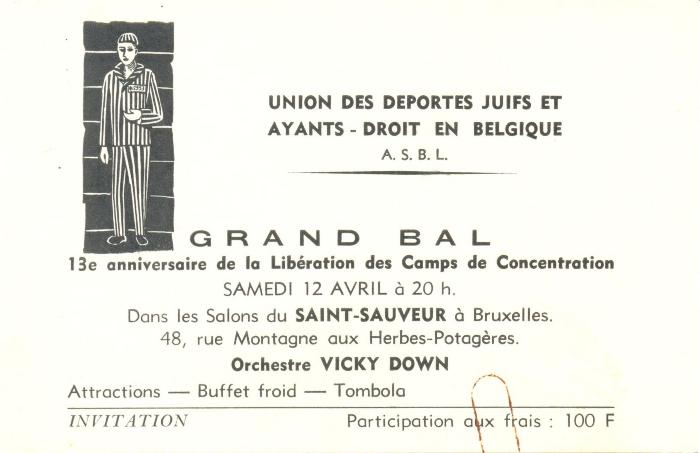 UNION DES DEPORTES JUIFS ET
AYANTS - DROIT EN BELGIQUE
A. S. B. L.
GRAND BAL
13e anniversaire de la Libération des Camps de Concentration
SAMEDI 12 AVRIL à 20 h.
Dans les Salons du SAINT-SAUVEUR à Bruxelles.
48, rue Montagne aux Herbes-Potagères.
Orchestre VICKY DOWN
Attractions — Buffet froid — Tombola
INVITATION Participation aux frais : 100 F